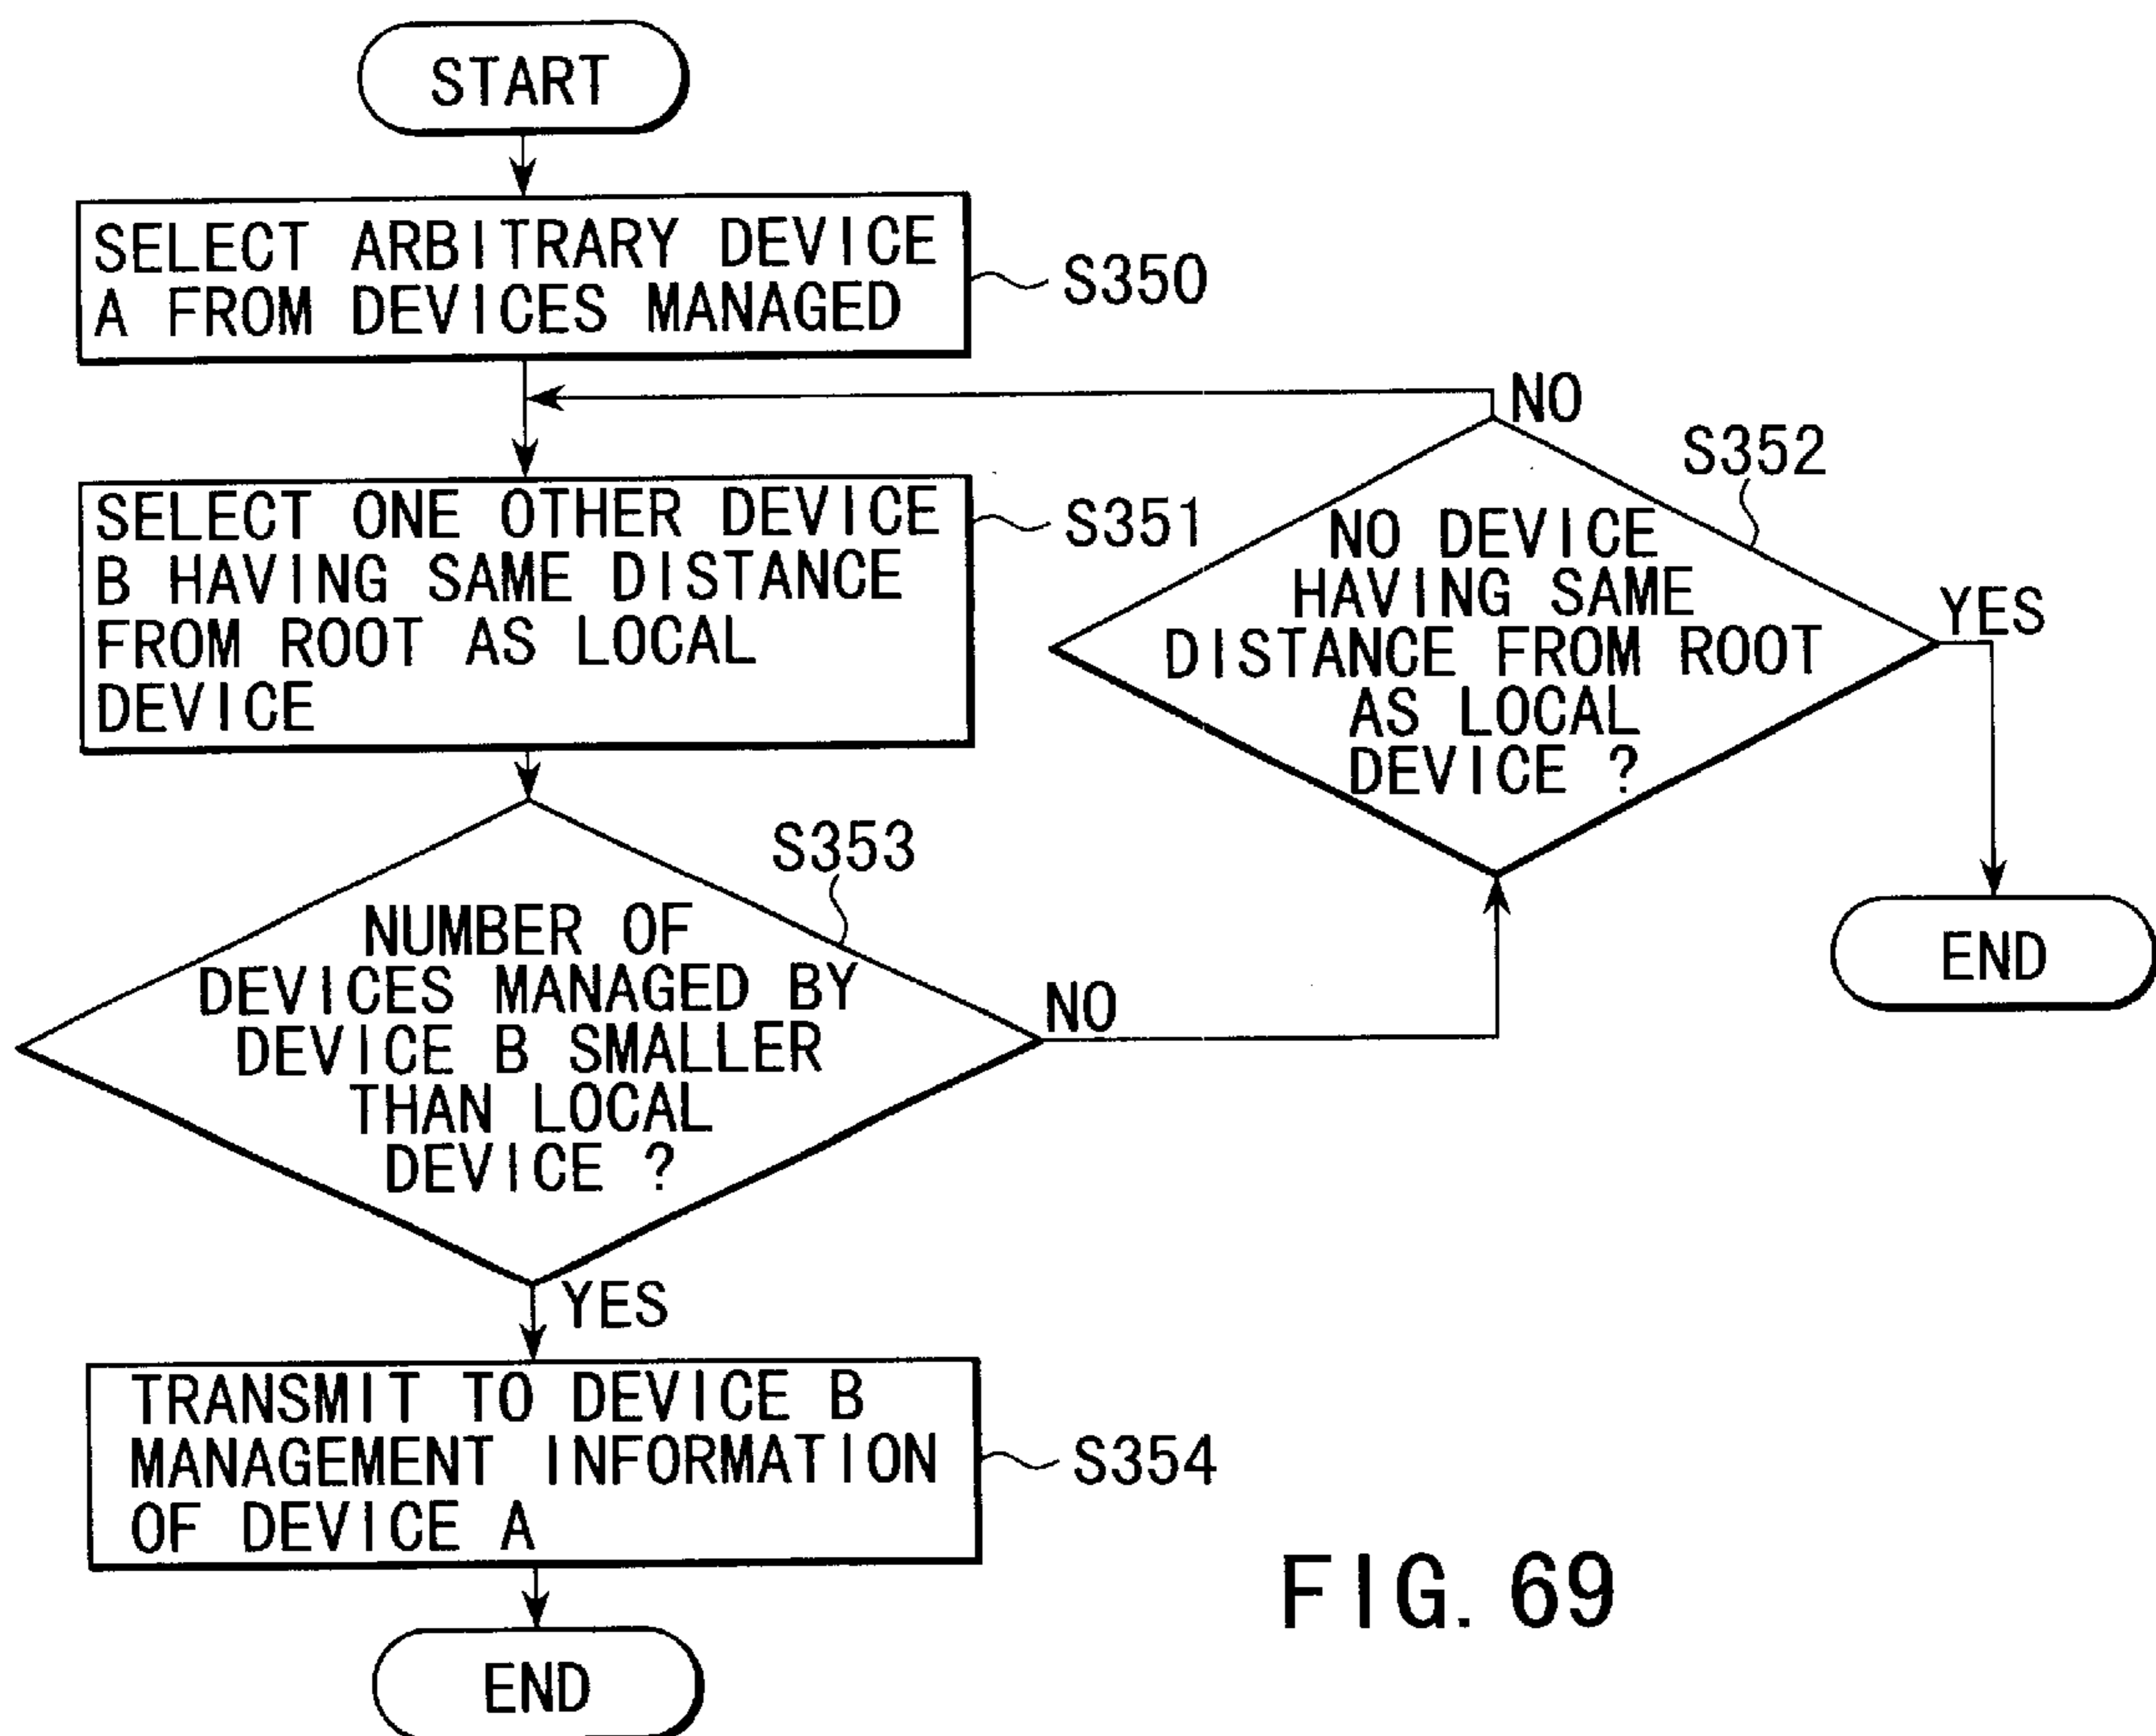 START
SELECT ARBITRARY DEVICE
A FROM DEVICES MANAGED
S350
NO
S352
SELECT ONE OTHER DEVICE
B HAVING SAME DISTANCE
FROM ROOT AS LOCAL
DEVICE
S351
NO DEVICE
HAVING SAME
DISTANCE FROM ROOT
AS LOCAL
DEVICE ?
YES
END
S353
NUMBER OF
DEVICES MANAGED BY
DEVICE B SMALLER
THAN LOCAL
DEVICE ?
NO
YES
TRANSMIT TO DEVICE B
MANAGEMENT INFORMATION
OF DEVICE A
S354
END
FIG. 69